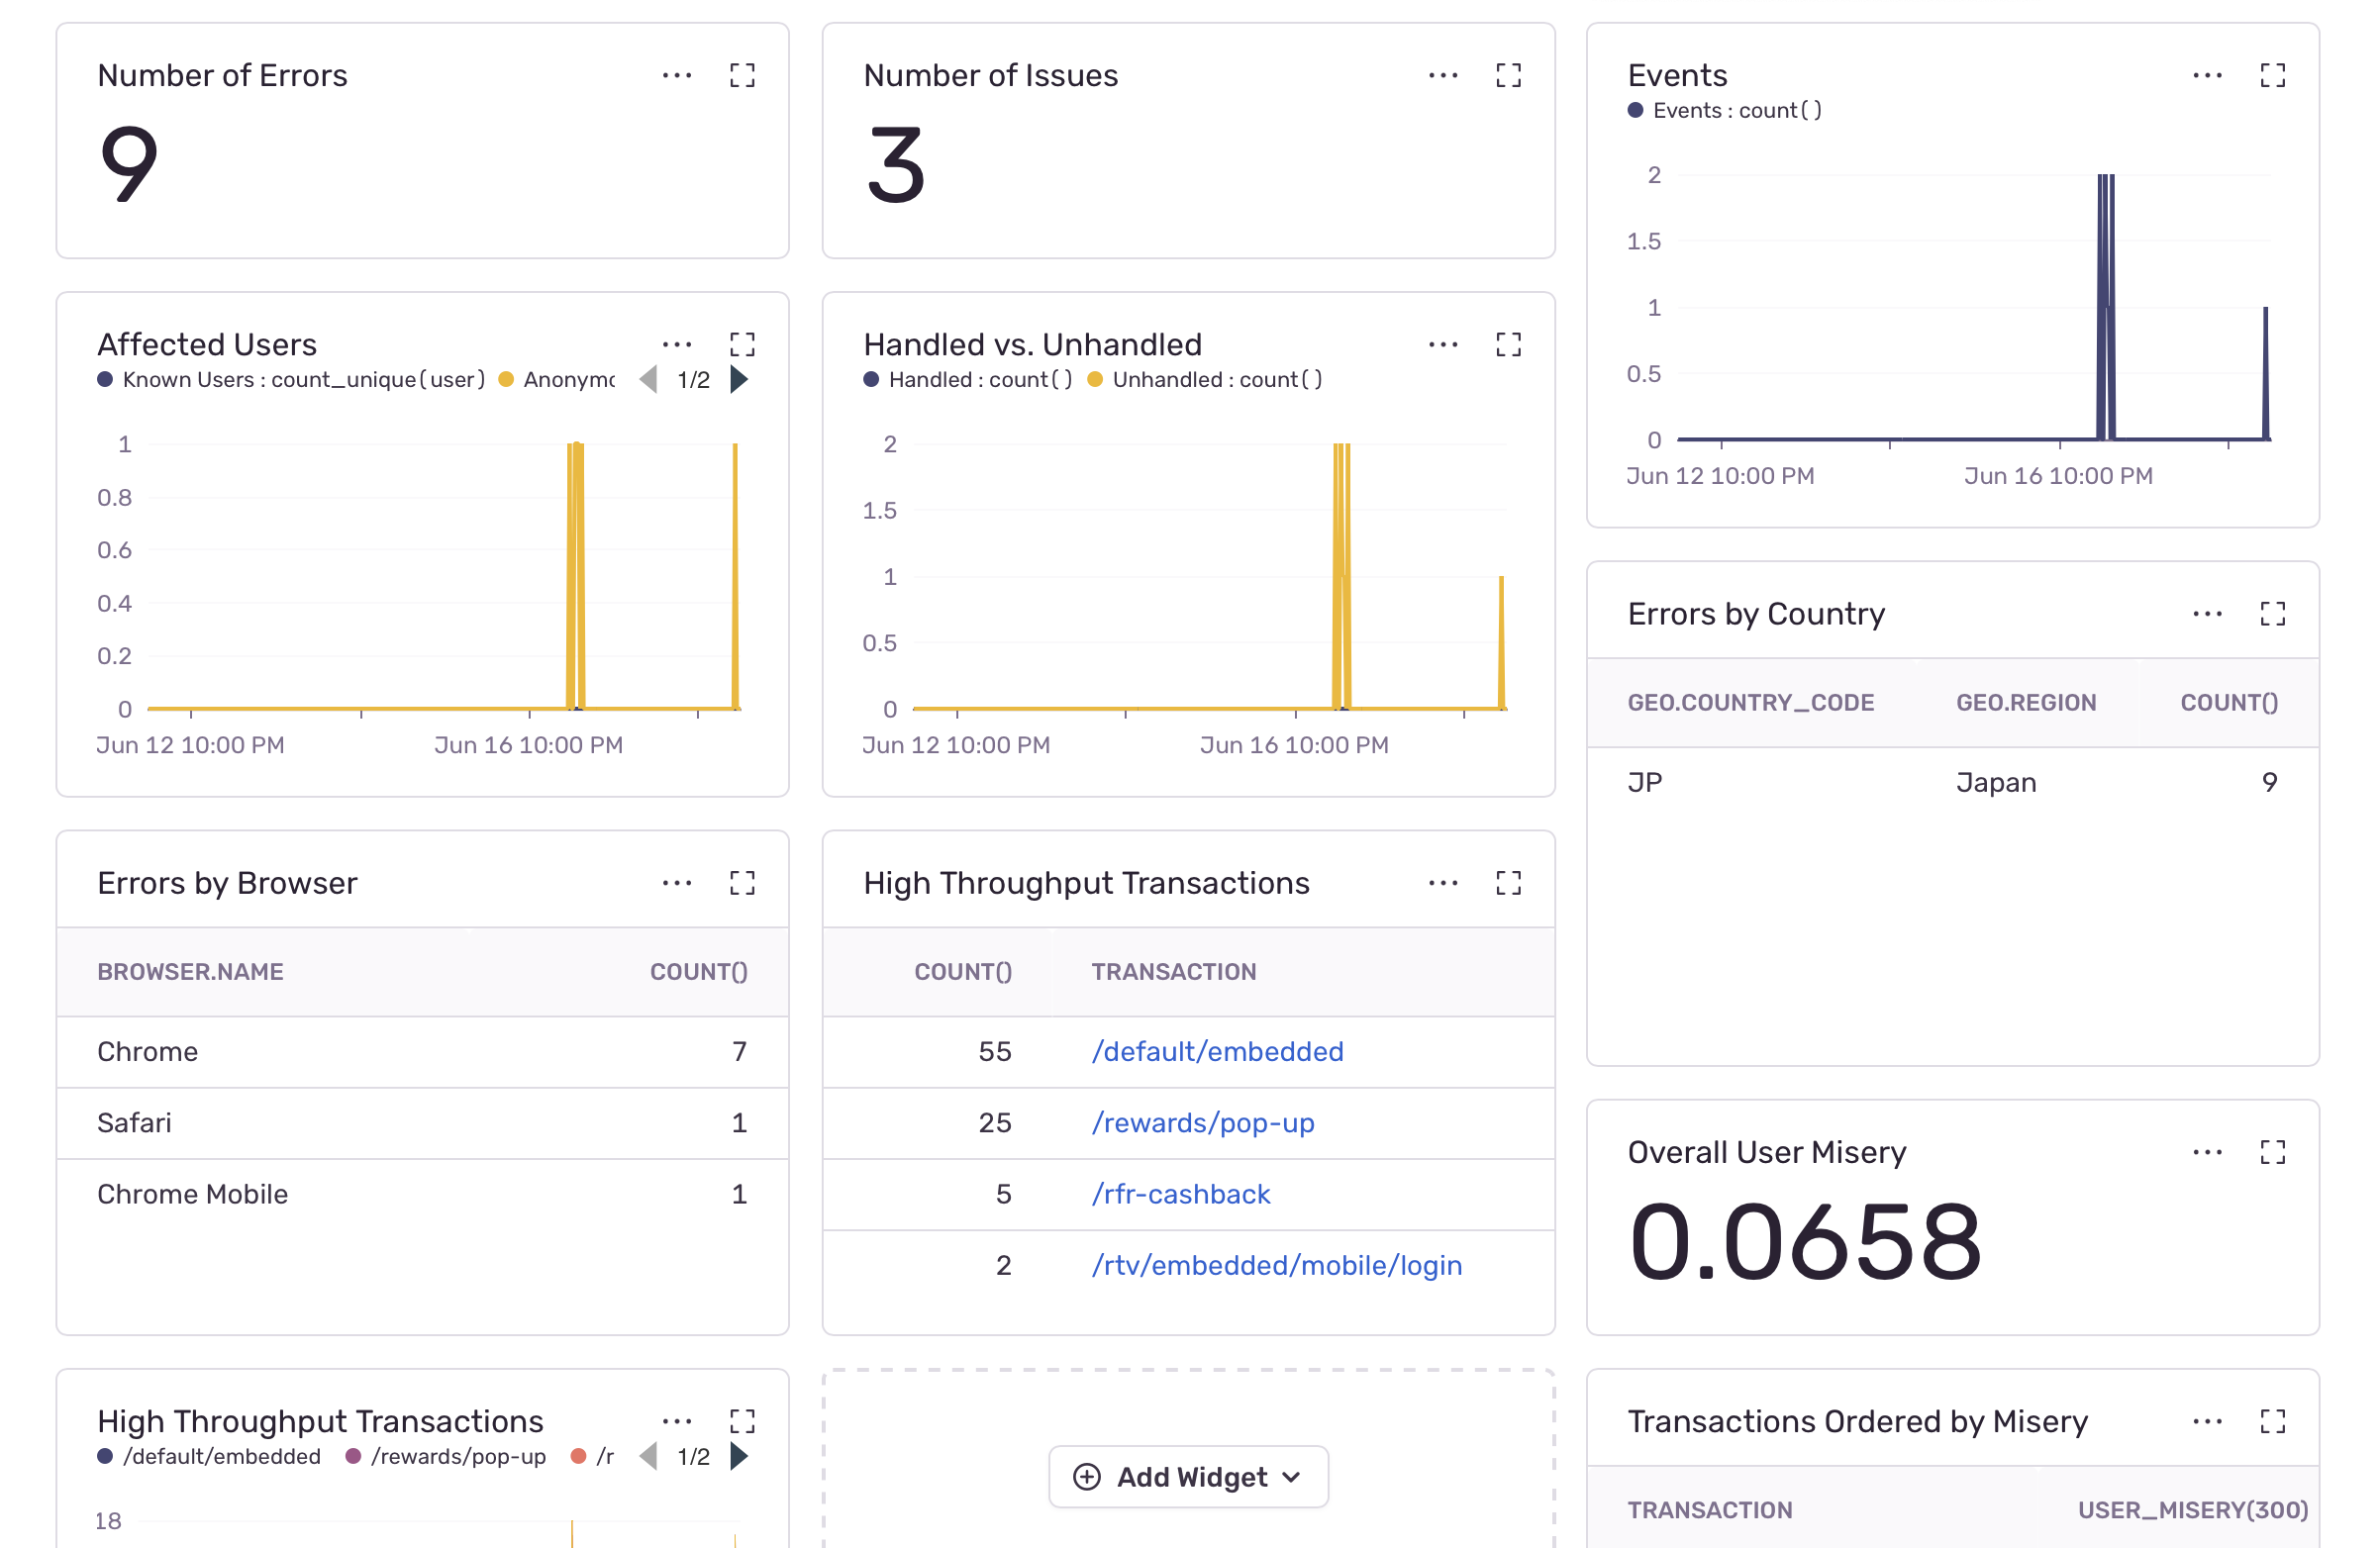 Number of Errors
9
Number of Issues
3
Events
Events : count()
2
1.5
1
0.5
0
Jun 12 10:00 PM
Jun 16 10:00 PM
Affected Users
Known Users : count_unique(user)
Anonymo
1/2
1
0.8
0.6
0.4
0.2
0
Jun 12 10:00 PM
Jun 16 10:00 PM
Handled vs. Unhandled
Handled : count()
Unhandled : count()
2
1.5
1
0.5
0
Jun 12 10:00 PM
Jun 16 10:00 PM
Errors by Country
GEO.COUNTRY_CODE GEO.REGION COUNT()
JP Japan 9
Errors by Browser
BROWSER.NAME COUNT()
Chrome 7
Safari 1
Chrome Mobile 1
High Throughput Transactions
COUNT() TRANSACTION
55 /default/embedded
25 /rewards/pop-up
5 /rfr-cashback
2 /rtv/embedded/mobile/login
Overall User Misery
0.0658
High Throughput Transactions
/default/embedded
/rewards/pop-up
/r
1/2
18
Add Widget
Transactions Ordered by Misery
TRANSACTION USER_MISERY(300)